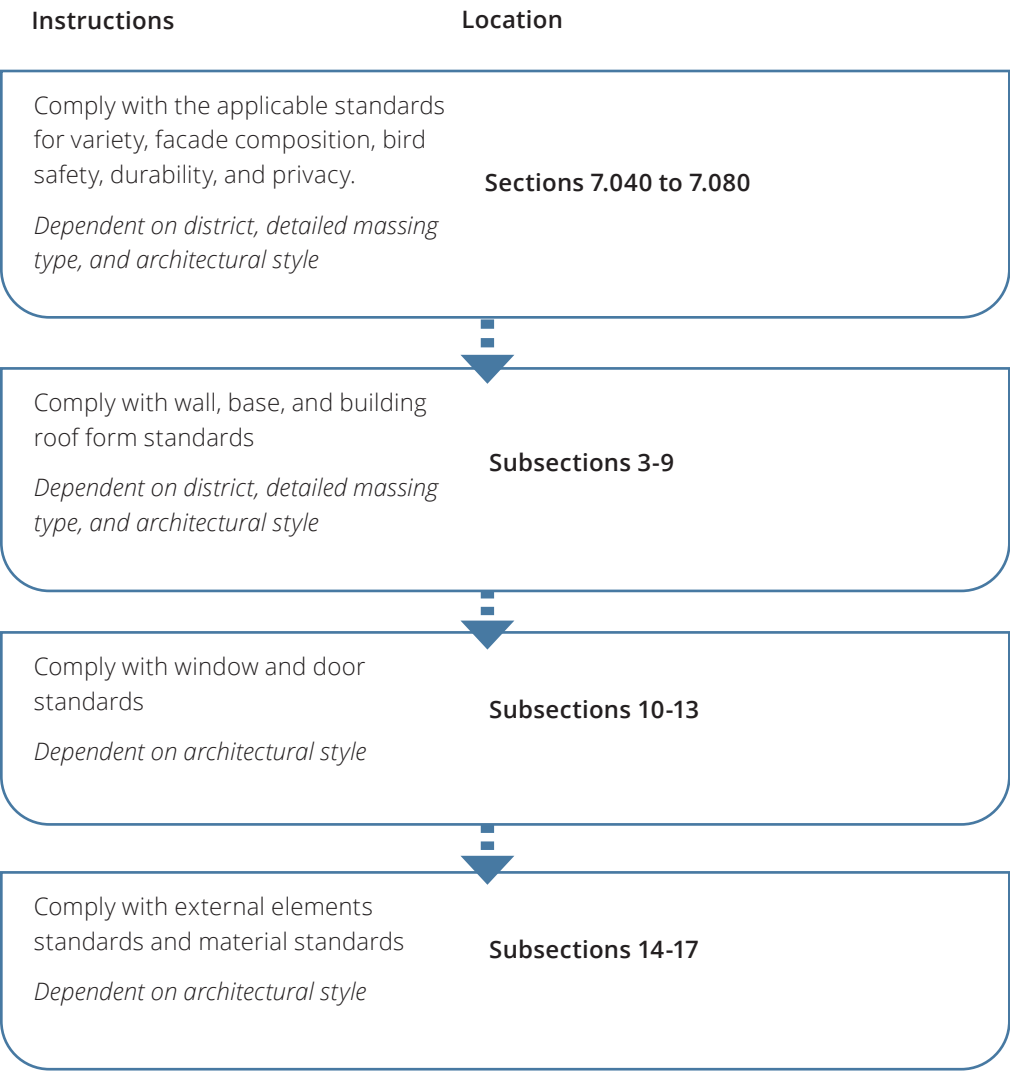 Instructions
Location
Comply with the applicable standards
for variety, facade composition, bird
safety, durability, and privacy.
Dependent on district, detailed massing
type, and architectural style
Sections 7.040 to 7.080
Comply with wall, base, and building
roof form standards
Dependent on district, detailed massing
type, and architectural style
Subsections 3-9
Comply with window and door
standards
Dependent on architectural style
Subsections 10-13
Comply with external elements
standards and material standards
Dependent on architectural style
Subsections 14-17